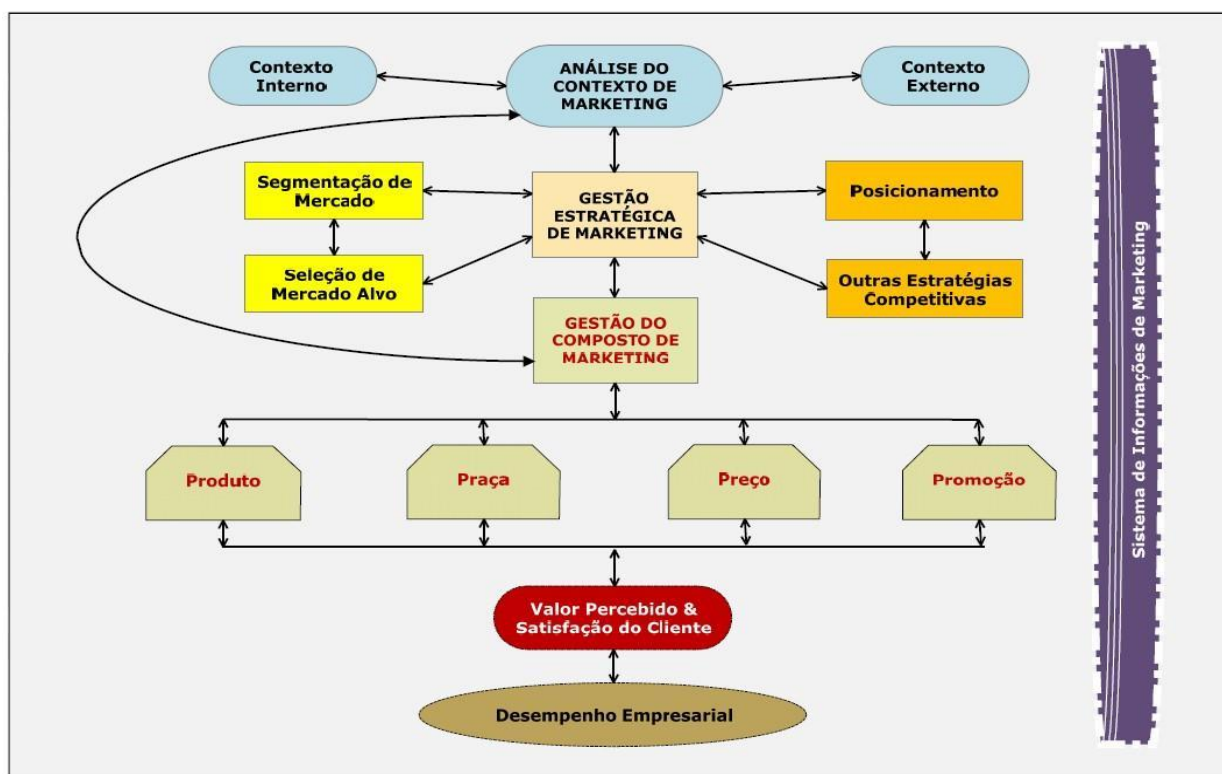 Contexto
Interno
ANÁLISE DO
CONTEXTO DE
MARKETING
Contexto
Externo
Segmentação de
Mercado
GESTÃO
ESTRATÉGICA
DE MARKETING
Posicionamento
Seleção de
Mercado Alvo
Outras Estratégias
Competitivas
GESTÃO DO
COMPOSTO DE
MARKETING
Produto
Praça
Preço
Promoção
Valor Percebido &
Satisfação do Cliente
Desempenho Empresarial
Sistema de Informações de Marketing